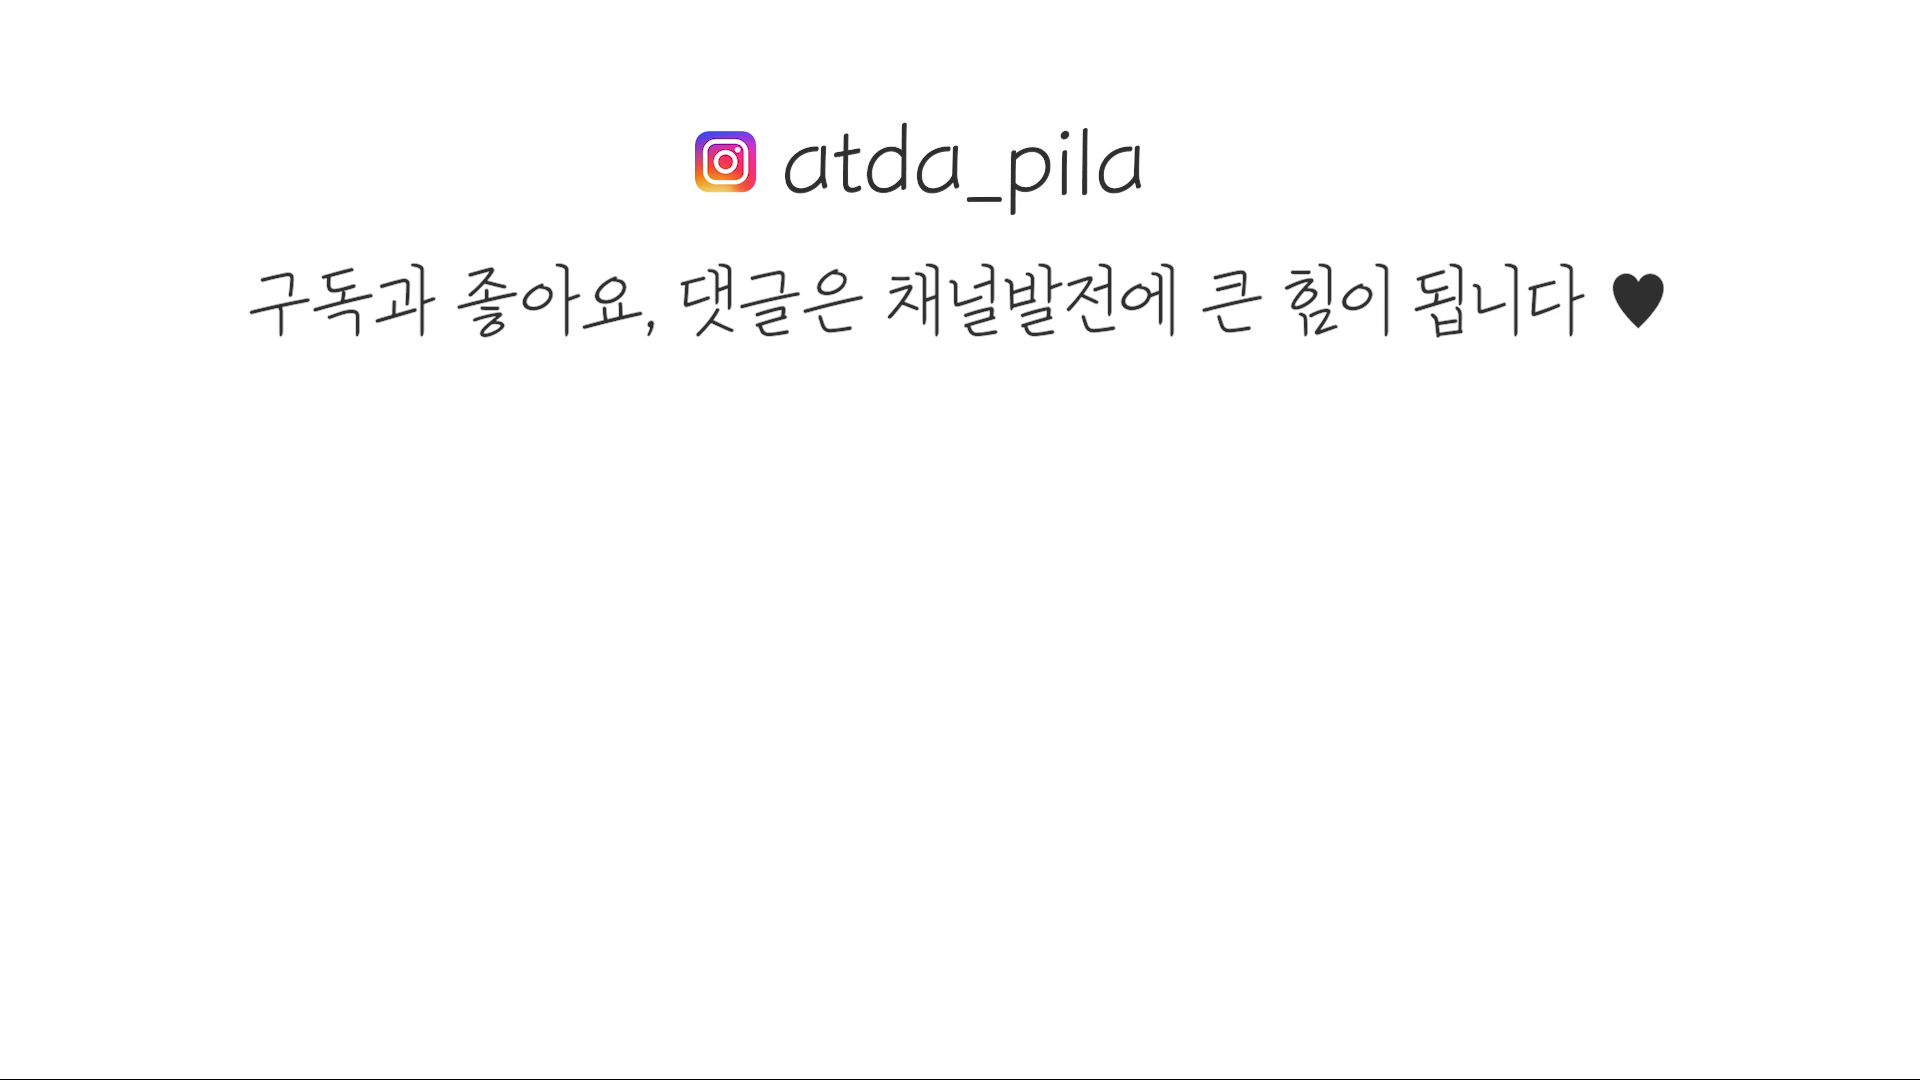 atda_pila
구독과 좋아요, 댓글은 채널발전에 큰 힘이 됩니다 ♥